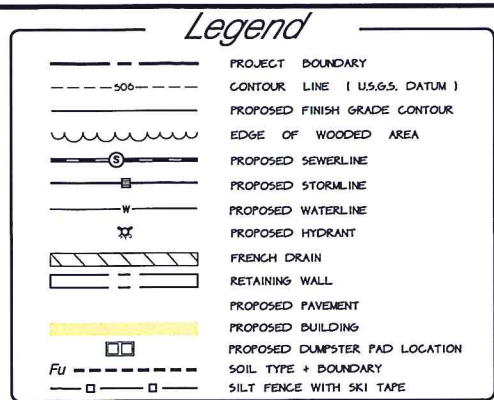 Legend
PROJECT BOUNDARY
506 CONTOUR LINE ( U.S.G.S. DATUM )
PROPOSED FINISH GRADE CONTOUR
EDGE OF WOODED AREA
S PROPOSED SEWERLINE
PROPOSED STORMLINE
W PROPOSED WATERLINE
PROPOSED HYDRANT
FRENCH DRAIN
RETAINING WALL
PROPOSED PAVEMENT
PROPOSED BUILDING
PROPOSED DUMPSTER PAD LOCATION
Fu SOIL TYPE + BOUNDARY
SILT FENCE WITH SKI TAPE